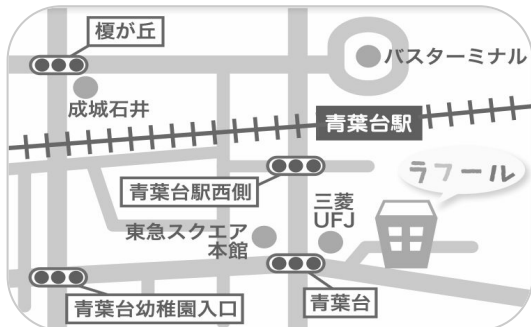 榎が丘
バスターミナル
成城石井
青葉台駅
ラフール
青葉台駅西側
三菱
UFJ
東急スクエア
本館
青葉台
青葉台幼稚園入口